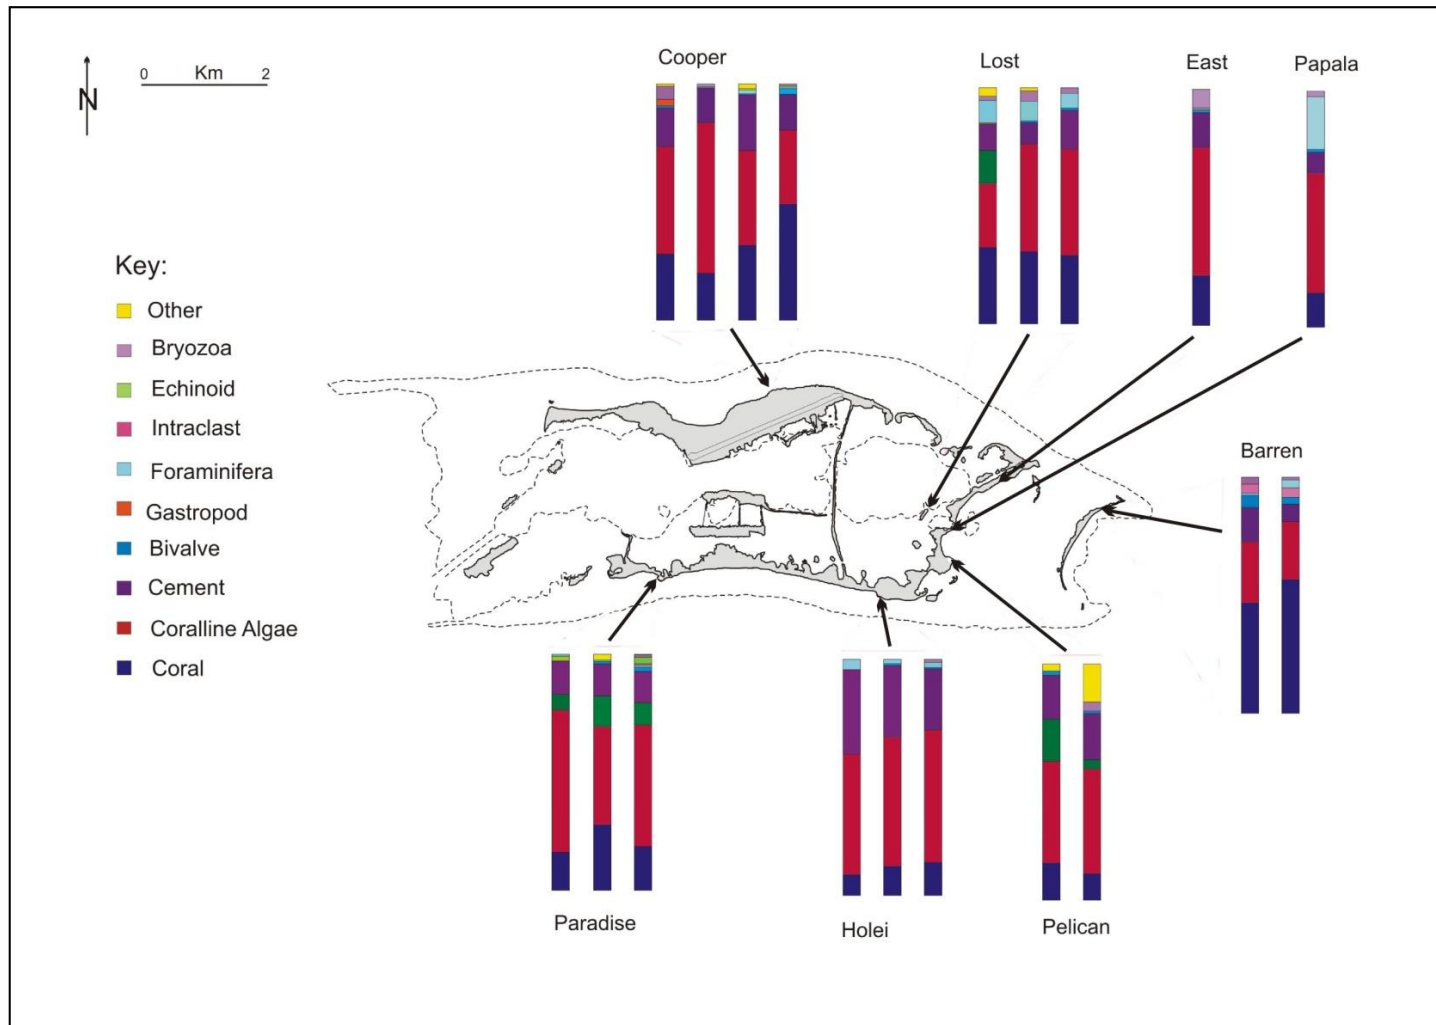 Cooper
Lost
East
Papala
0 Km 2
N
Key:
Other
Bryozoa
Echinoid
Intraclast
Foraminifera
Gastropod
Bivalve
Cement
Coralline Algae
Coral
Barren
Paradise
Holei
Pelican